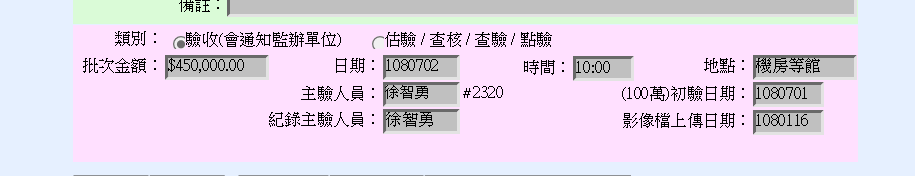 備註：
類別： 驗收(會通知監辦單位) 估驗 / 查核 / 查驗 / 點驗
批次金額： $450,000.00 日期： 1080702 時間： 10:00 地點： 機房等館
主驗人員： 徐智勇 #2320 (100萬)初驗日期： 1080701
紀錄主驗人員： 徐智勇 影像檔上傳日期： 1080116